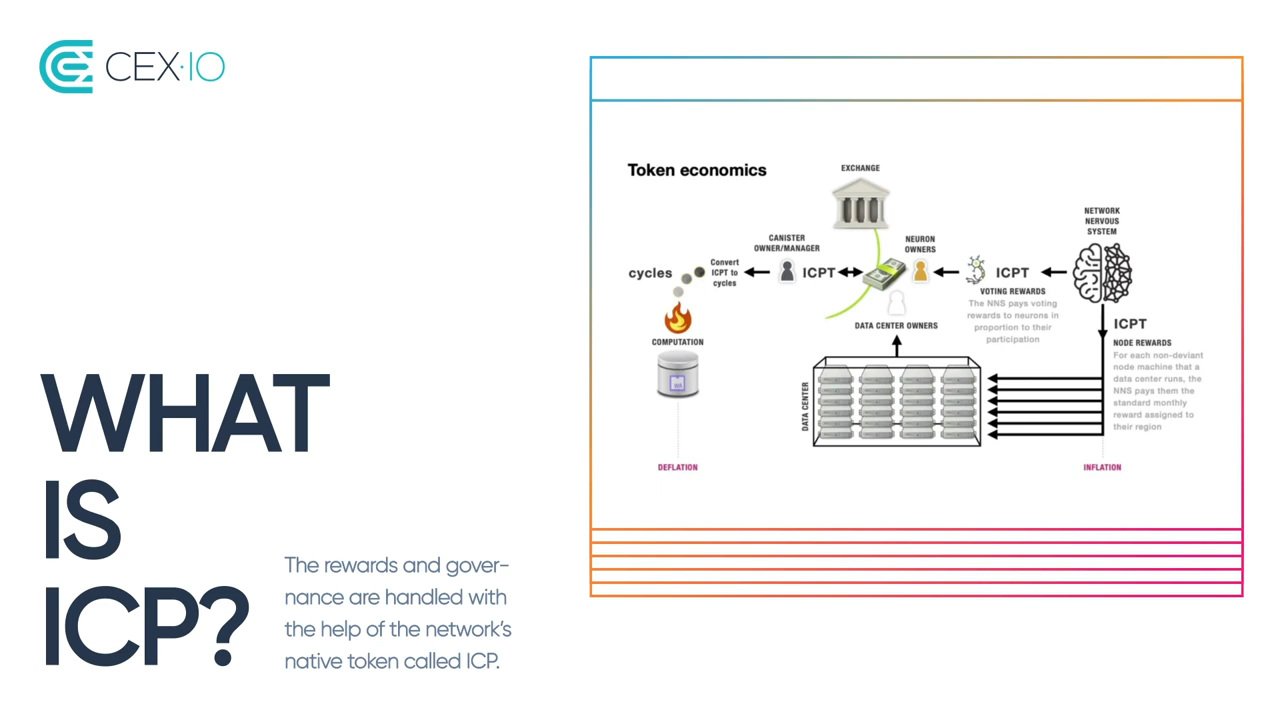 CEX·IO
WHAT
IS
ICP?
The rewards and gover-
nance are handled with
the help of the network's
native token called ICP.
Token economics
EXCHANGE
NETWORK
NERVOUS
SYSTEM
CANISTER
OWNER/MANAGER
NEURON
OWNERS
cycles
Convert
ICPT to
cycles
ICPT
ICPT
VOTING REWARDS
The NNS pays voting
rewards to neurons in
proportion to their
participation
DATA CENTER OWNERS
ICPT
NODE REWARDS
For each non-deviant
node machine that a
data center runs, the
NNS pays them the
standard monthly
reward assigned to
their region
COMPUTATION
DATA CENTER
DEFLATION
INFLATION